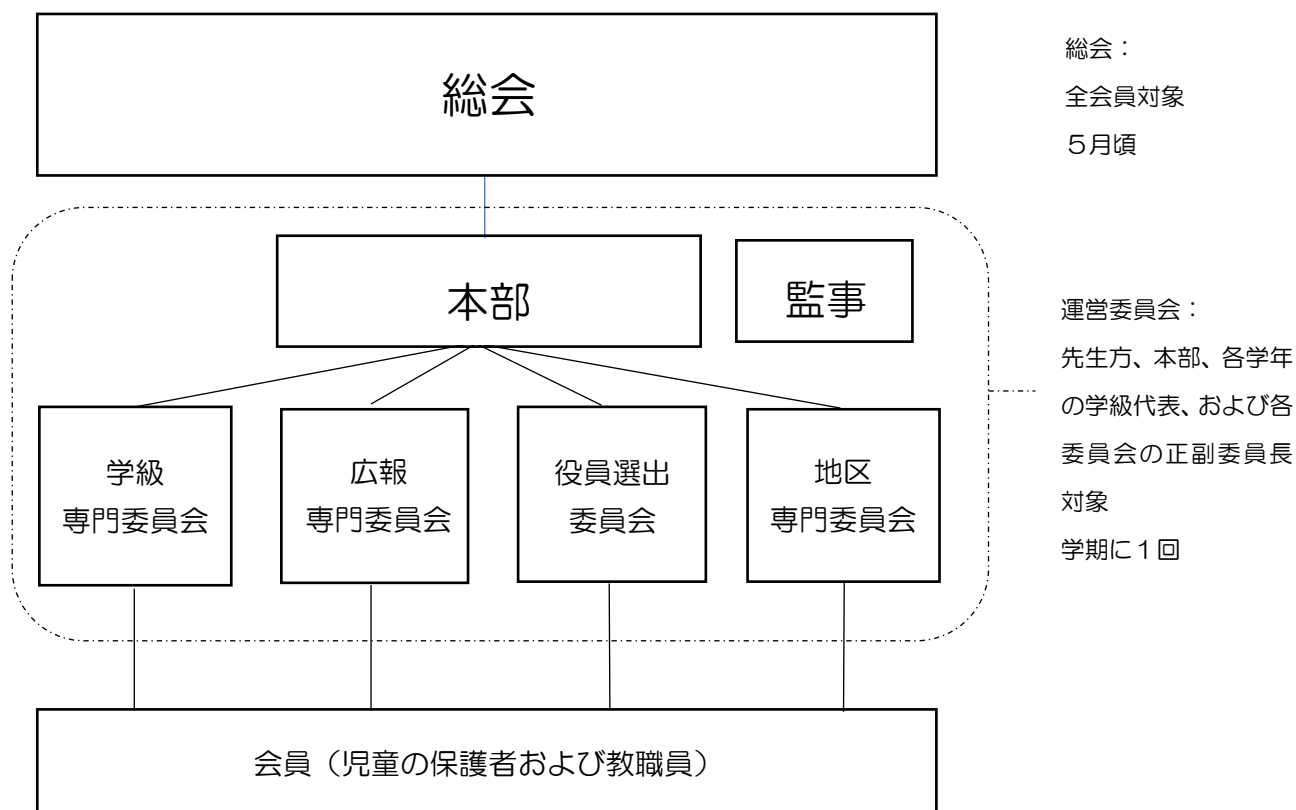 総会
総会：
全会員対象
５月頃
本部
監事
運営委員会：
先生方、本部、各学年
の学級代表、および各
委員会の正副委員長
対象
学期に１回
学級
専門委員会
広報
専門委員会
役員選出
委員会
地区
専門委員会
会員（児童の保護者および教職員）